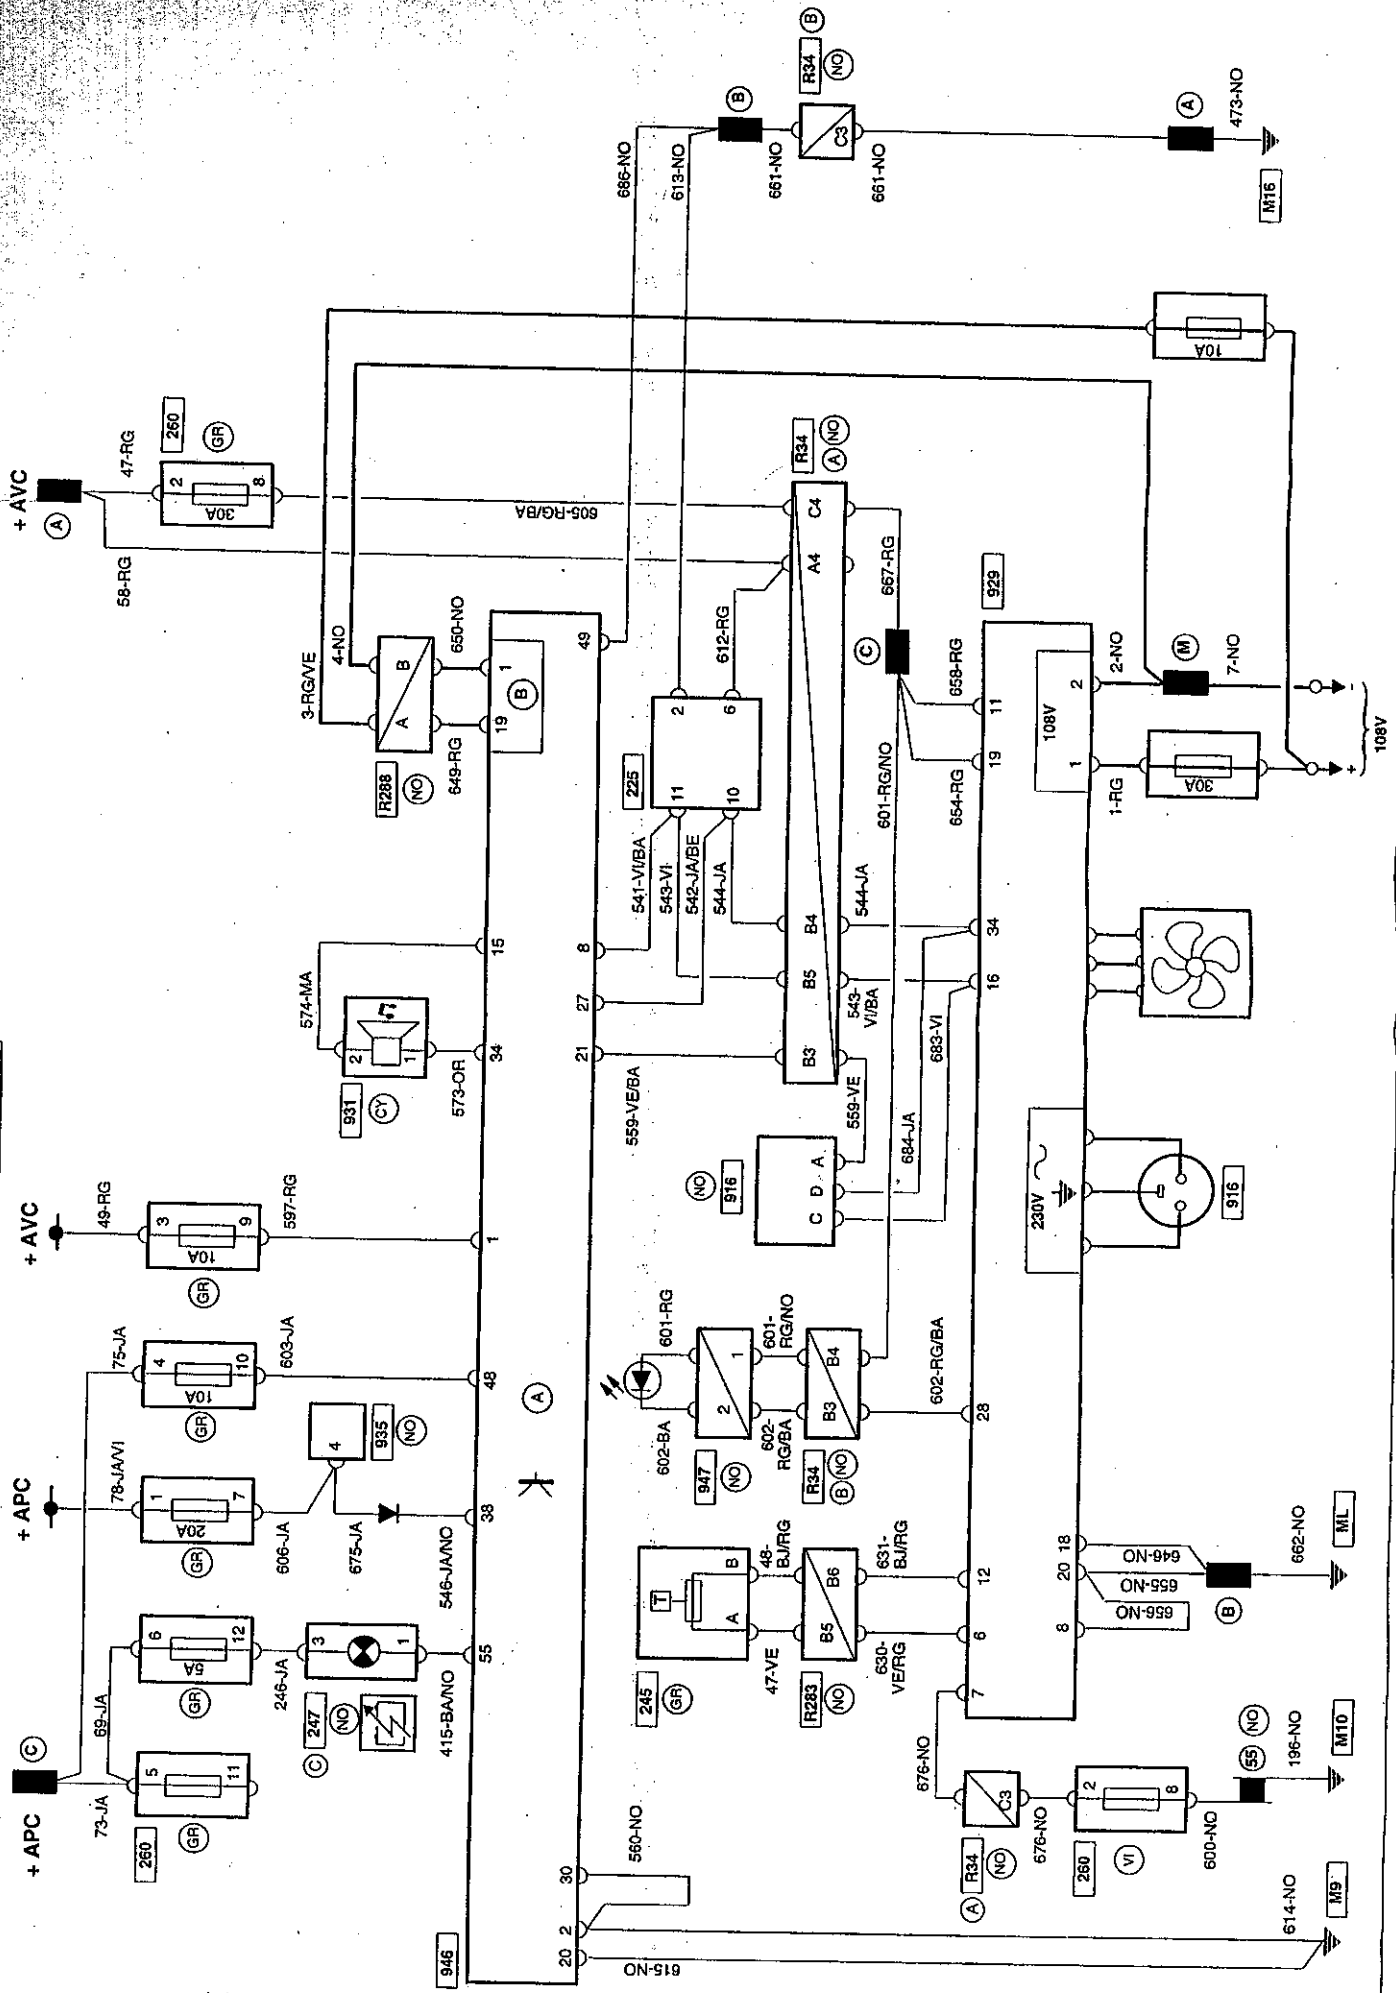 + APC
C
73-JA
69-JA
260
GR
5
11
6
5A
12
GR
246-JA
C
247
NO
3
1
415-BA/NO
55
+ APC
78-JA/VI
1
20A
7
GR
606-JA
675-JA
4
935
NO
546-JA/NO
38
75-JA
4
10A
10
GR
603-JA
48
+ AVC
49-RG
3
10A
9
GR
597-RG
1
931
CY
2
1
574-MA
573-OR
34
15
+ AVC
A
58-RG
47-RG
260
GR
2
30A
8
605-RG/BA
3-RG/VE
4-NO
R288
NO
A
B
649-RG
650-NO
19
1
B
946
A
20
2
30
21
27
8
49
615-NO
560-NO
614-NO
M9
559-VE/BA
541-VI/BA
543-VI
542-JA/BE
544-JA
225
11
10
2
6
612-RG
686-NO
613-NO
B
661-NO
R34
B
NO
C3
661-NO
A
473-NO
M16
R34
A
NO
B3
B5
B4
A4
C4
559-VE
543-
VI/BA
544-JA
667-RG
C
601-RG/NO
654-RG
658-RG
NO
916
C
D
A
684-JA
683-VI
602-BA
601-RG
947
NO
2
1
602-
RG/BA
601-
RG/NO
R34
B
NO
B3
B4
602-RG/BA
245
GR
T
A
B
47-VE
48-
BJ/RG
R283
NO
B5
B6
630-
VE/RG
631-
BJ/RG
929
7
6
12
28
16
34
19
11
676-NO
A
R34
NO
C3
676-NO
260
VI
2
8
600-NO
55
NO
196-NO
M10
8
20
18
656-NO
655-NO
646-NO
B
662-NO
ML
230V
916
108V
1
2
1-RG
2-NO
30A
M
7-NO
10A
+
-
108V